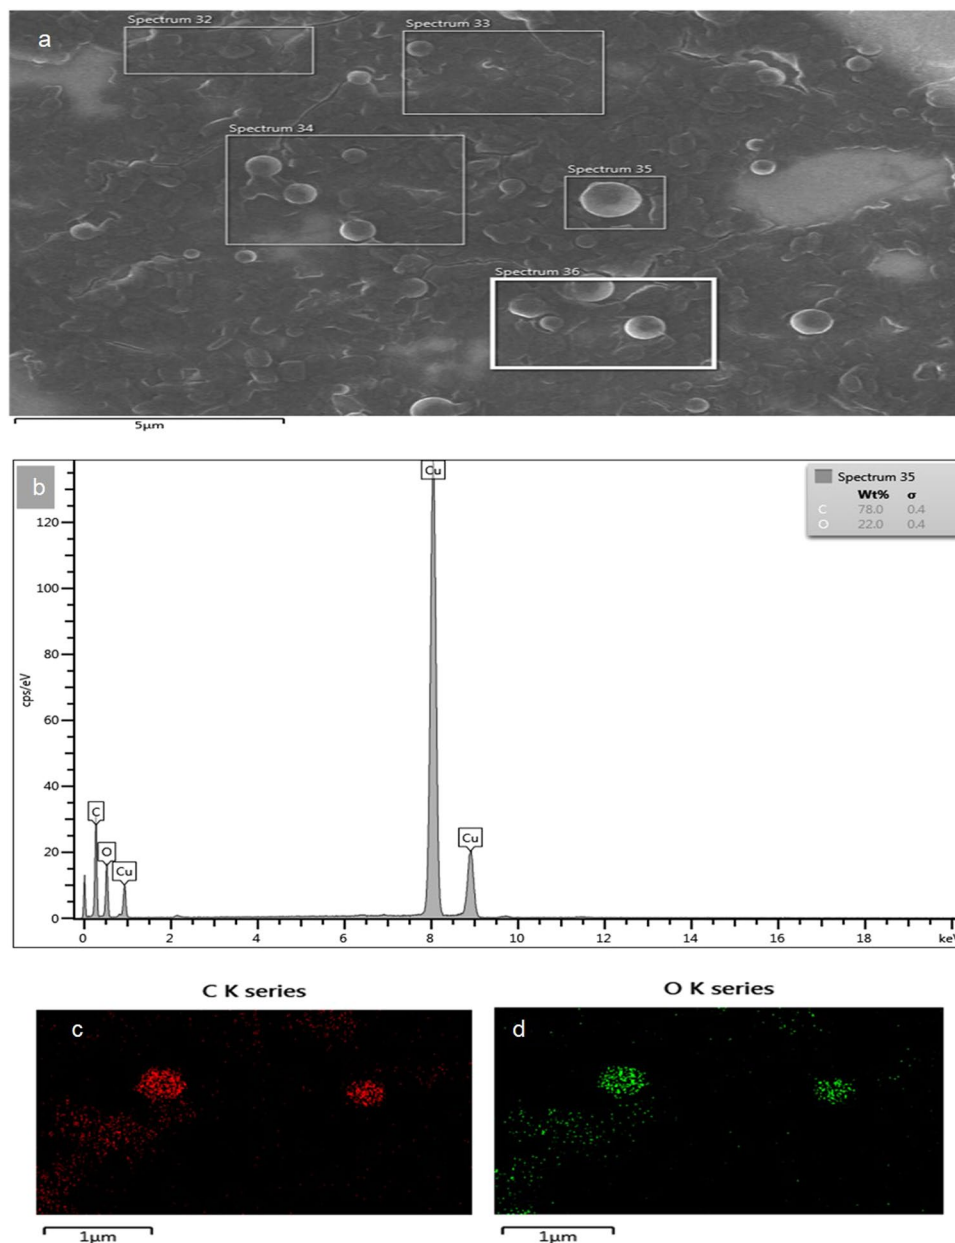 a
Spectrum 32
Spectrum 33
Spectrum 34
Spectrum 35
Spectrum 36
5µm
b
Cu
Spectrum 35
Wt% σ
C 78.0 0.4
O 22.0 0.4
120
100
80
60
40
20
0
cps/eV
C
O
Cu
Cu
0 2 4 6 8 10 12 14 16 18 keV
C K series
O K series
c
d
1µm
1µm